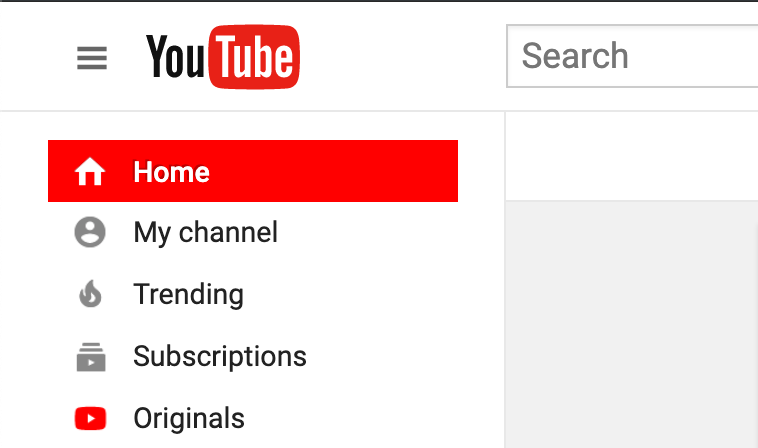 YouTube
Search
Home
My channel
Trending
Subscriptions
Originals